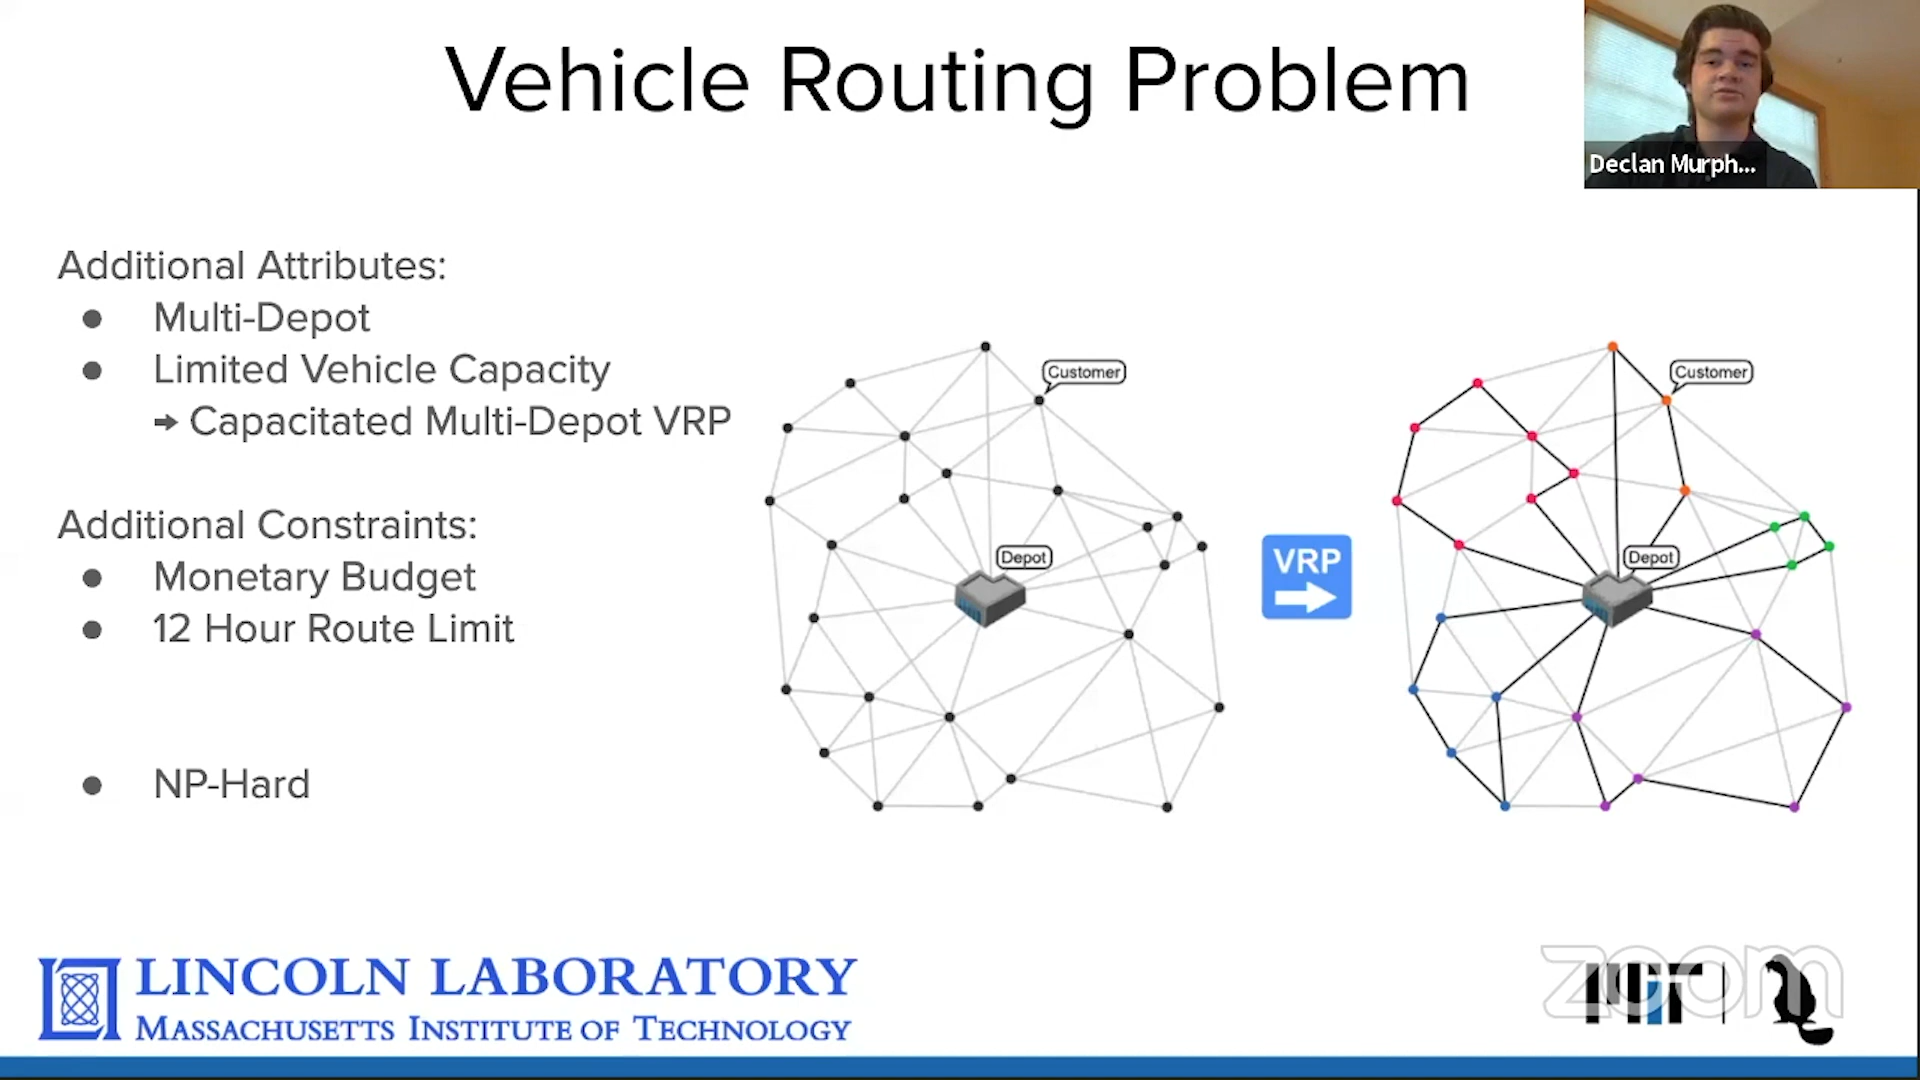 Vehicle Routing Problem
Declan Murph...
Additional Attributes:
● Multi-Depot
● Limited Vehicle Capacity
➔ Capacitated Multi-Depot VRP
Additional Constraints:
● Monetary Budget
● 12 Hour Route Limit
● NP-Hard
Customer
Depot
VRP
Customer
Depot
LINCOLN LABORATORY
MASSACHUSETTS INSTITUTE OF TECHNOLOGY
zoom
MIT